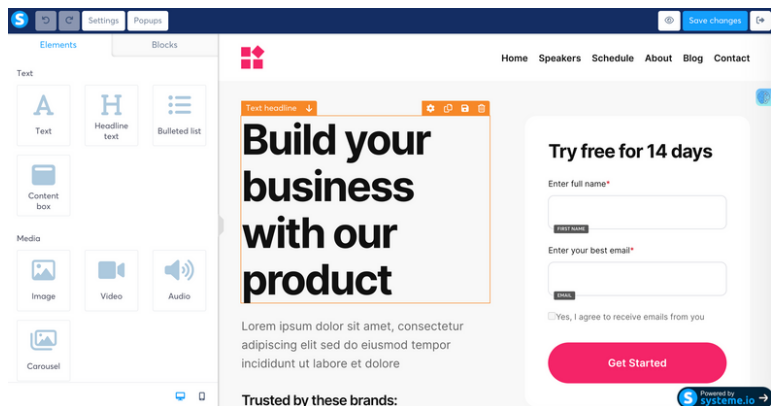 S
Settings
Popups
Save changes
Elements
Blocks
Text
A
Text
H
Headline
text
Bulleted list
Content
box
Media
Image
Video
Audio
Carousel
Home Speakers Schedule About Blog Contact
Text headline
Build your
business
with our
product
Lorem ipsum dolor sit amet, consectetur
adipiscing elit sed do eiusmod tempor
incididunt ut labore et dolore
Trusted by these brands:
Try free for 14 days
Enter full name*
FIRST NAME
Enter your best email*
EMAIL
Yes, I agree to receive emails from you
Get Started
S
Powered by
systeme.io